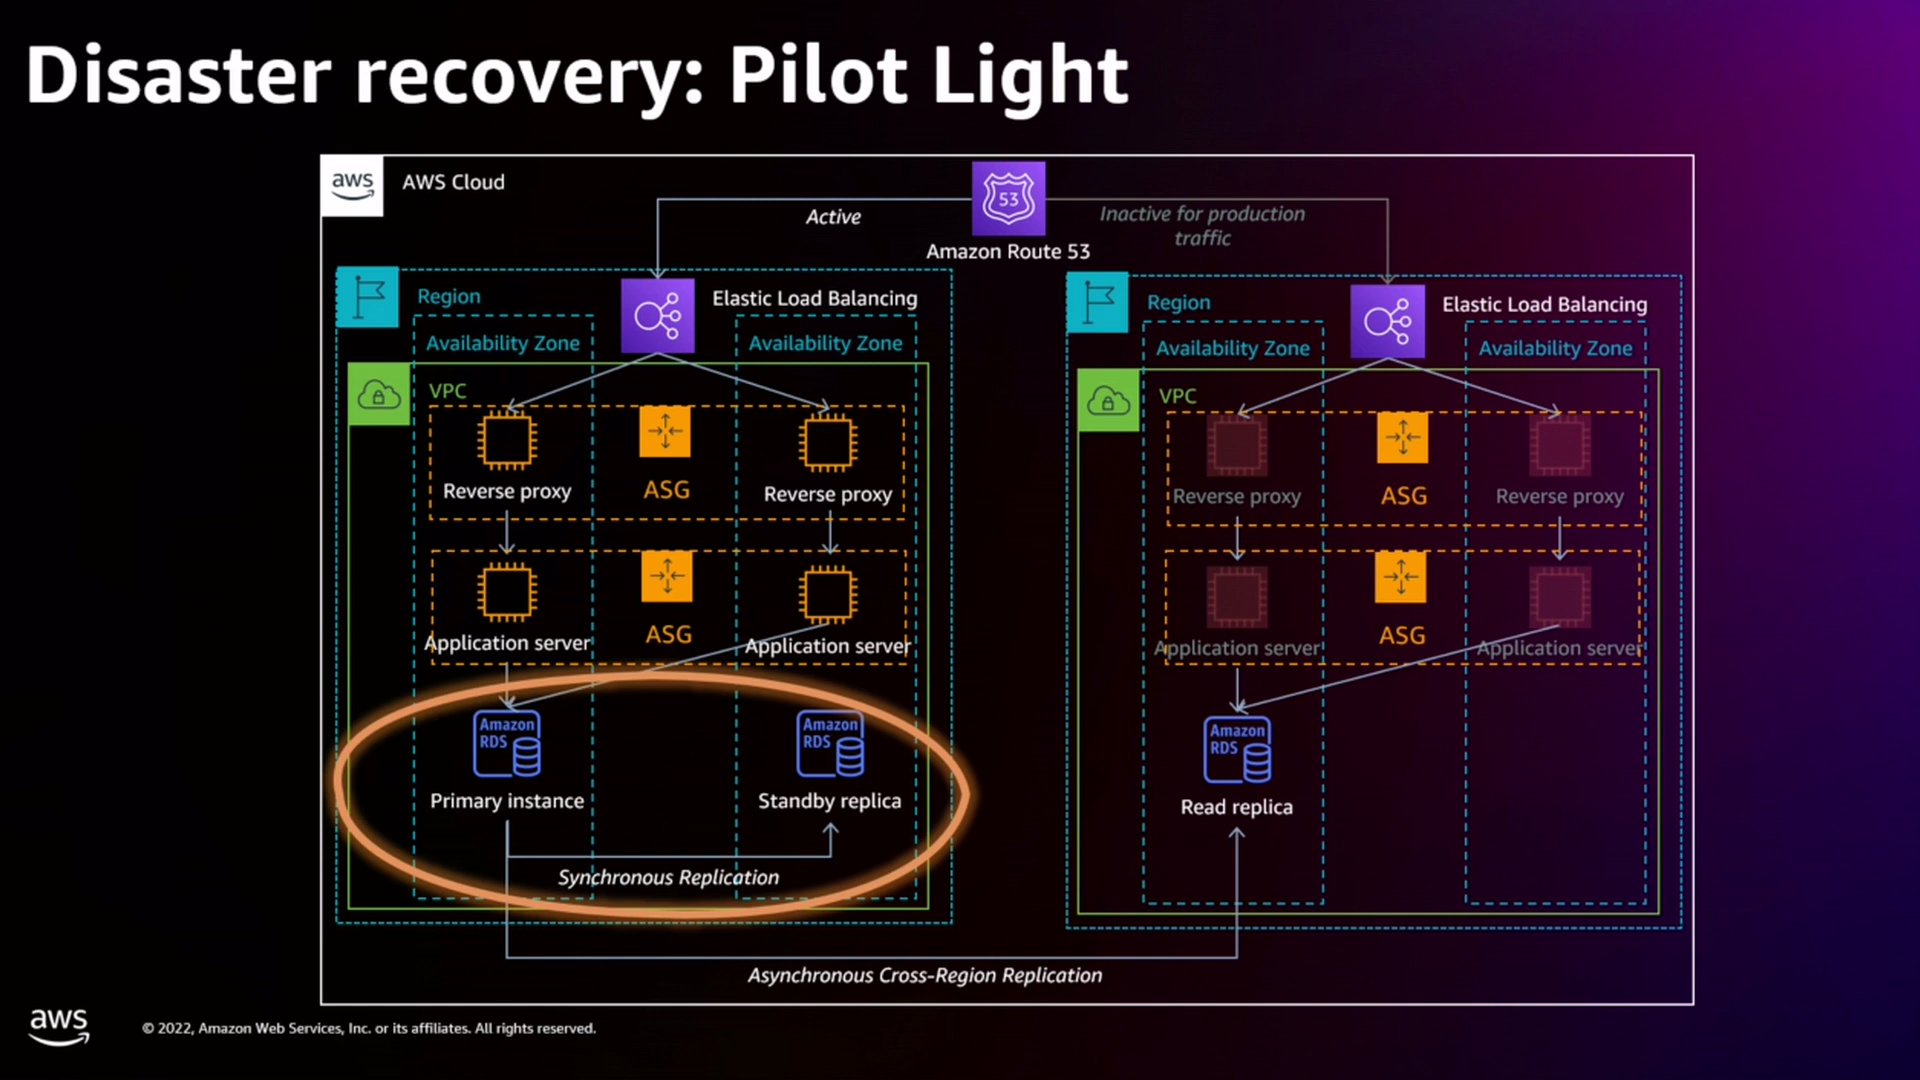 Disaster recovery: Pilot Light
aws
AWS Cloud
53
Active
Inactive for production
traffic
Amazon Route 53
Region
Elastic Load Balancing
Availability Zone
Availability Zone
VPC
Reverse proxy
ASG
Reverse proxy
Application server
ASG
Application server
Amazon
RDS
Primary instance
Amazon
RDS
Standby replica
Synchronous Replication
Region
Elastic Load Balancing
Availability Zone
Availability Zone
VPC
Reverse proxy
ASG
Reverse proxy
Application server
ASG
Application server
Amazon
RDS
Read replica
Asynchronous Cross-Region Replication
aws
© 2022, Amazon Web Services, Inc. or its affiliates. All rights reserved.